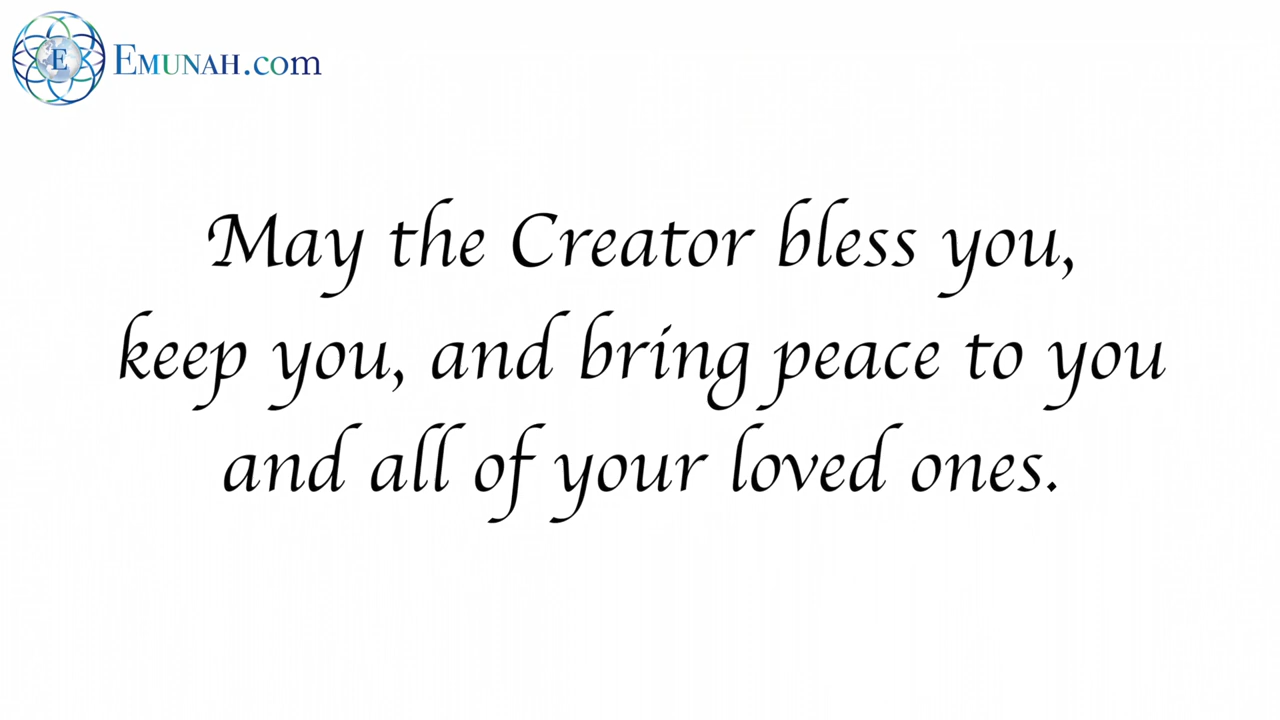 E EMUNAH.com
May the Creator bless you,
keep you, and bring peace to you
and all of your loved ones.